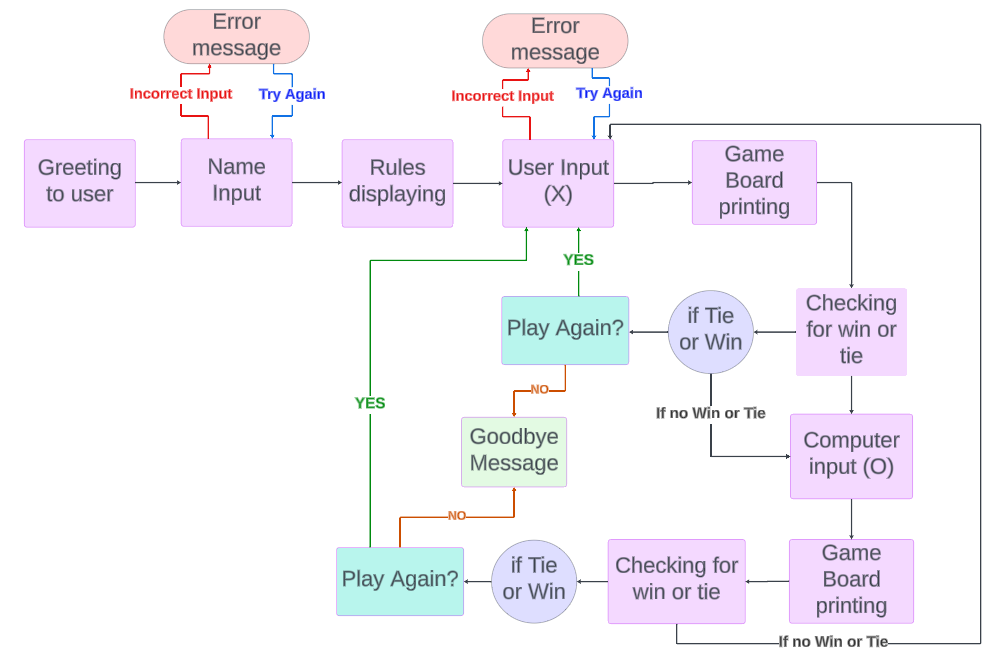 Error
message
Error
message
Incorrect Input
Try Again
Incorrect Input
Try Again
Greeting
to user
Name
Input
Rules
displaying
User Input
(X)
Game
Board
printing
YES
Play Again?
if Tie
or Win
Checking
for win or
tie
NO
YES
If no Win or Tie
Goodbye
Message
Computer
input (O)
NO
Play Again?
if Tie
or Win
Checking for
win or tie
Game
Board
printing
If no Win or Tie